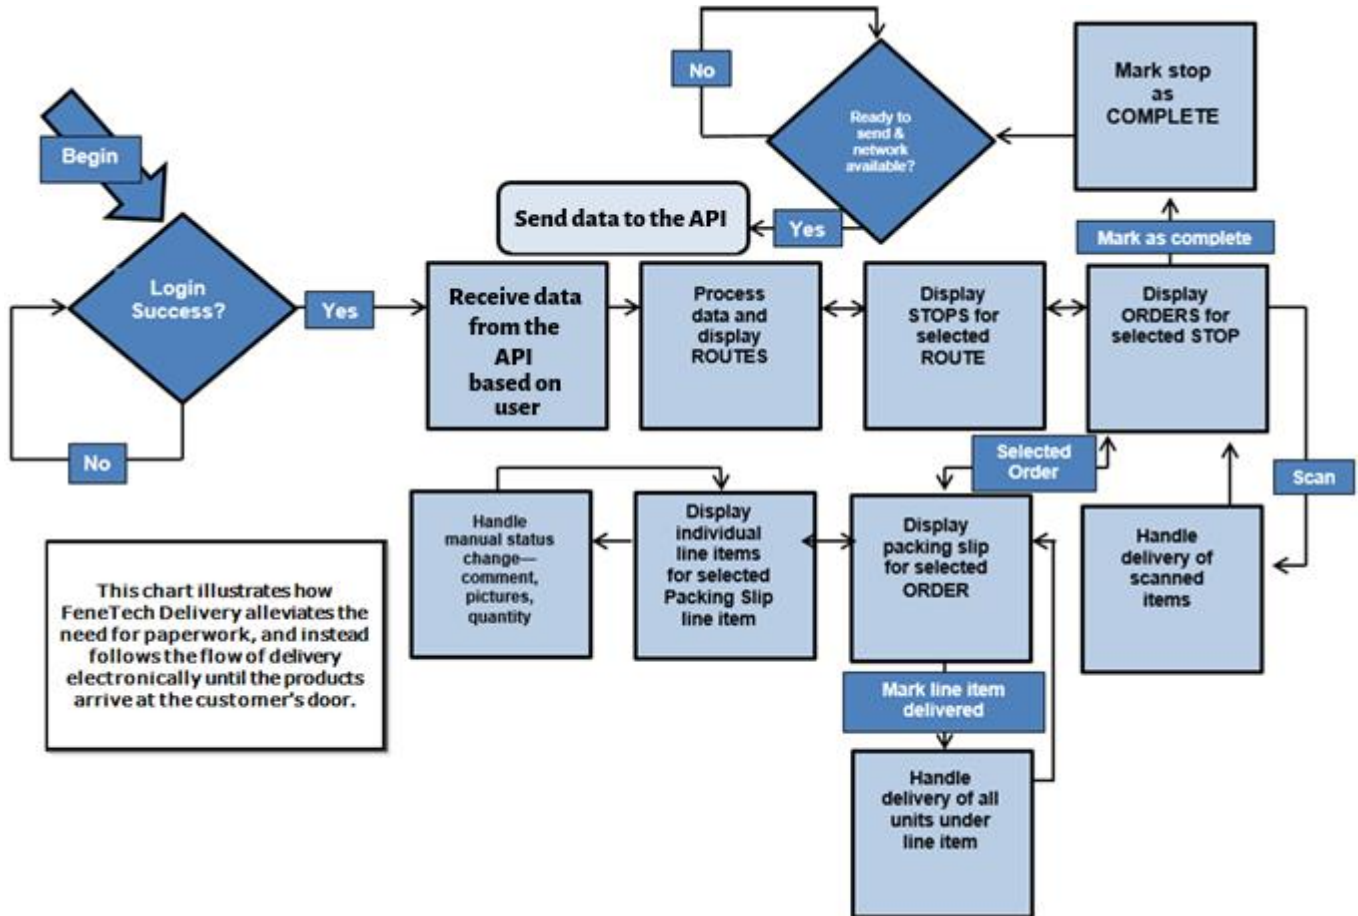 No
Ready to
send &
network
available?
Mark stop
as
COMPLETE
Begin
Send data to the API
Yes
Mark as complete
Login
Success?
Yes
Receive data
from the
API
based on
user
Process
data and
display
ROUTES
Display
STOPS for
selected
ROUTE
Display
ORDERS for
selected STOP
No
Selected
Order
Scan
Handle
manual status
change—
comment,
pictures,
quantity
Display
individual
line items
for selected
Packing Slip
line item
Display
packing slip
for selected
ORDER
Handle
delivery of
scanned
items
This chart illustrates how
FeneTech Delivery alleviates the
need for paperwork, and instead
follows the flow of delivery
electronically until the products
arrive at the customer's door.
Mark line item
delivered
Handle
delivery of all
units under
line item